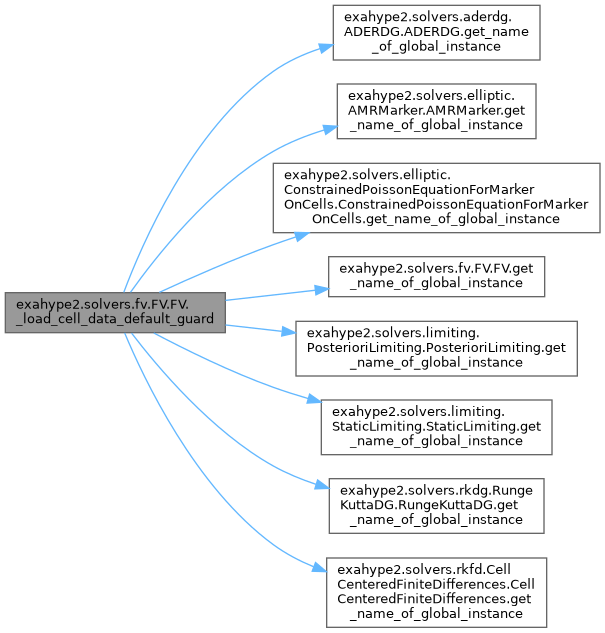 exahype2.solvers.aderdg.
ADERDG.ADERDG.get_name
_of_global_instance
exahype2.solvers.elliptic.
AMRMarker.AMRMarker.get
_name_of_global_instance
exahype2.solvers.elliptic.
ConstrainedPoissonEquationForMarker
OnCells.ConstrainedPoissonEquationForMarker
OnCells.get_name_of_global_instance
exahype2.solvers.fv.FV.FV.get
_name_of_global_instance
exahype2.solvers.fv.FV.FV.
_load_cell_data_default_guard
exahype2.solvers.limiting.
PosterioriLimiting.PosterioriLimiting.get
_name_of_global_instance
exahype2.solvers.limiting.
StaticLimiting.StaticLimiting.get
_name_of_global_instance
exahype2.solvers.rkdg.Runge
KuttaDG.RungeKuttaDG.get
_name_of_global_instance
exahype2.solvers.rkfd.Cell
CenteredFiniteDifferences.Cell
CenteredFiniteDifferences.get
_name_of_global_instance